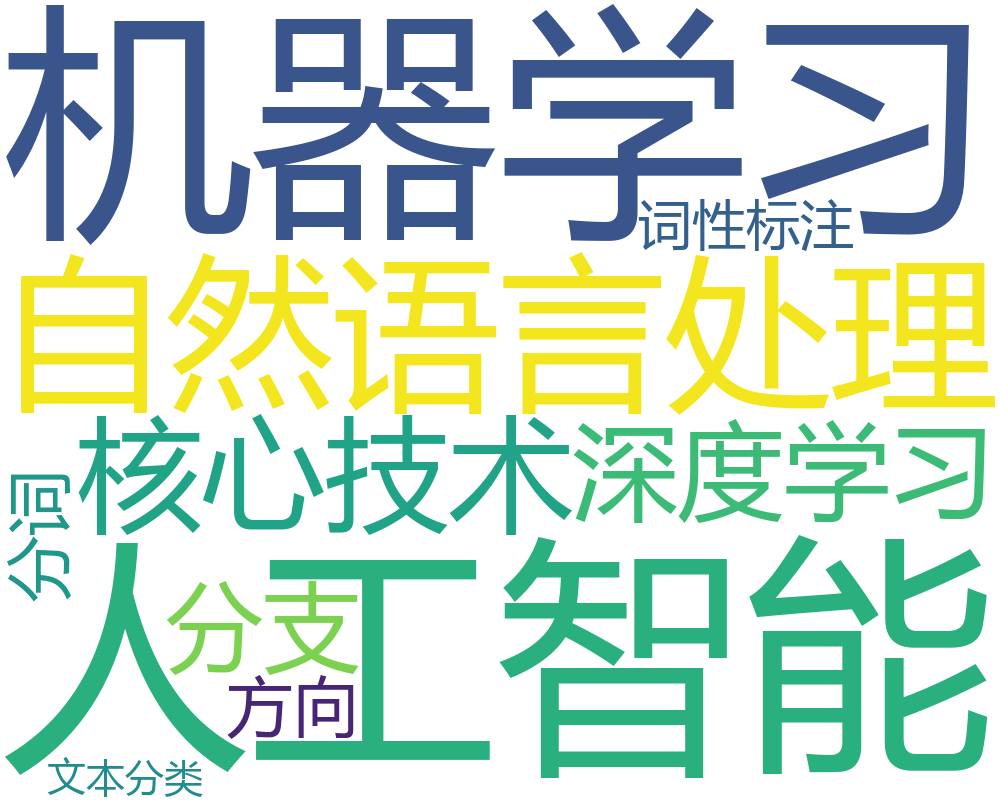 机器学习
词性标注
自然语言处理
核心技术
深度学习
分词
人工智能
分支
方向
文本分类